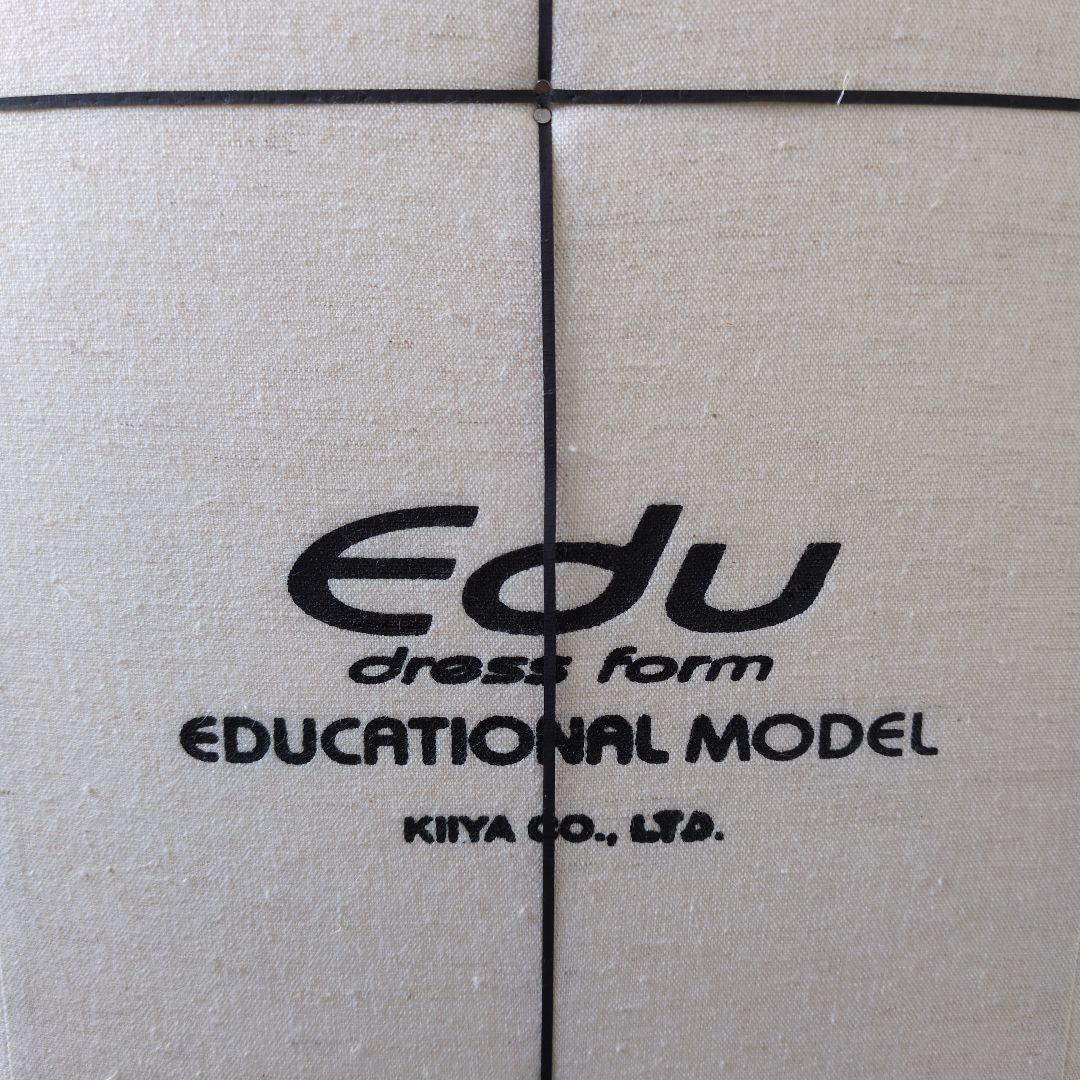 Edu
dress form
EDUCATIONAL MODEL
KIIYA CO., LTD.